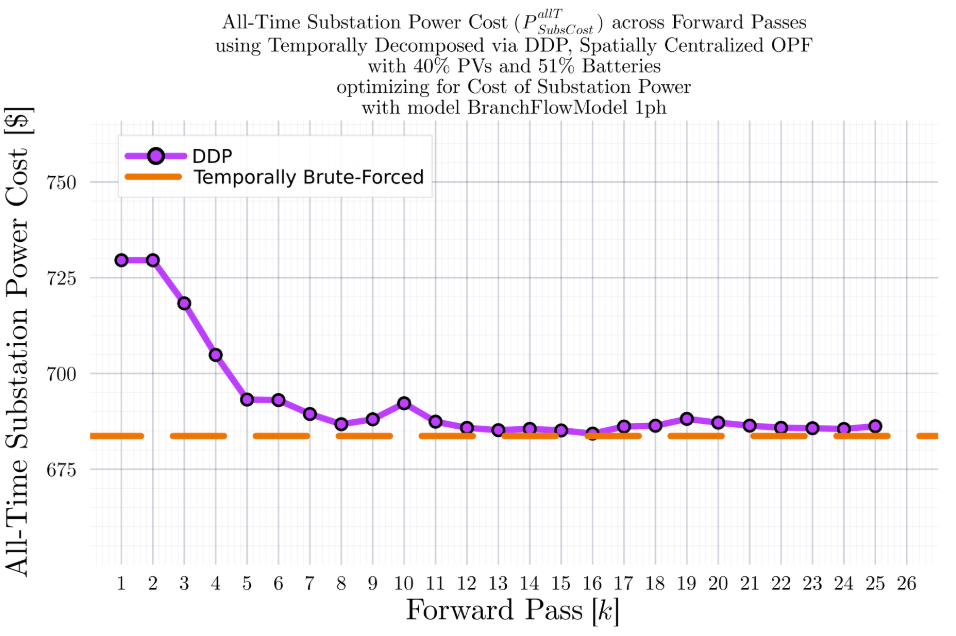 All-Time Substation Power Cost ($P^{allT}_{SubsCost}$) across Forward Passes
using Temporally Decomposed via DDP, Spatially Centralized OPF
with 40% PVs and 51% Batteries
optimizing for Cost of Substation Power
with model BranchFlowModel 1ph
All-Time Substation Power Cost [$]
DDP
Temporally Brute-Forced
750
725
700
675
1 2 3 4 5 6 7 8 9 10 11 12 13 14 15 16 17 18 19 20 21 22 23 24 25 26
Forward Pass [k]